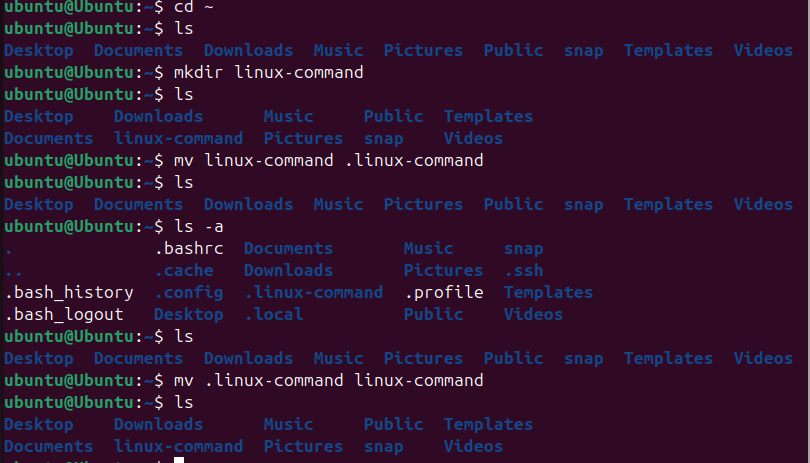 ubuntu@Ubuntu:~$ cd ~
ubuntu@Ubuntu:~$ ls
Desktop  Documents  Downloads  Music  Pictures  Public  snap  Templates  Videos
ubuntu@Ubuntu:~$ mkdir linux-command
ubuntu@Ubuntu:~$ ls
Desktop    Downloads      Music     Public  Templates
Documents  linux-command  Pictures  snap    Videos
ubuntu@Ubuntu:~$ mv linux-command .linux-command
ubuntu@Ubuntu:~$ ls
Desktop  Documents  Downloads  Music  Pictures  Public  snap  Templates  Videos
ubuntu@Ubuntu:~$ ls -a
.              .bashrc  Documents       Music     snap
..             .cache   Downloads       Pictures  .ssh
.bash_history  .config  .linux-command  .profile  Templates
.bash_logout   Desktop  .local          Public    Videos
ubuntu@Ubuntu:~$ ls
Desktop  Documents  Downloads  Music  Pictures  Public  snap  Templates  Videos
ubuntu@Ubuntu:~$ mv .linux-command linux-command
ubuntu@Ubuntu:~$ ls
Desktop    Downloads      Music     Public  Templates
Documents  linux-command  Pictures  snap    Videos
ubuntu@Ubuntu:~$